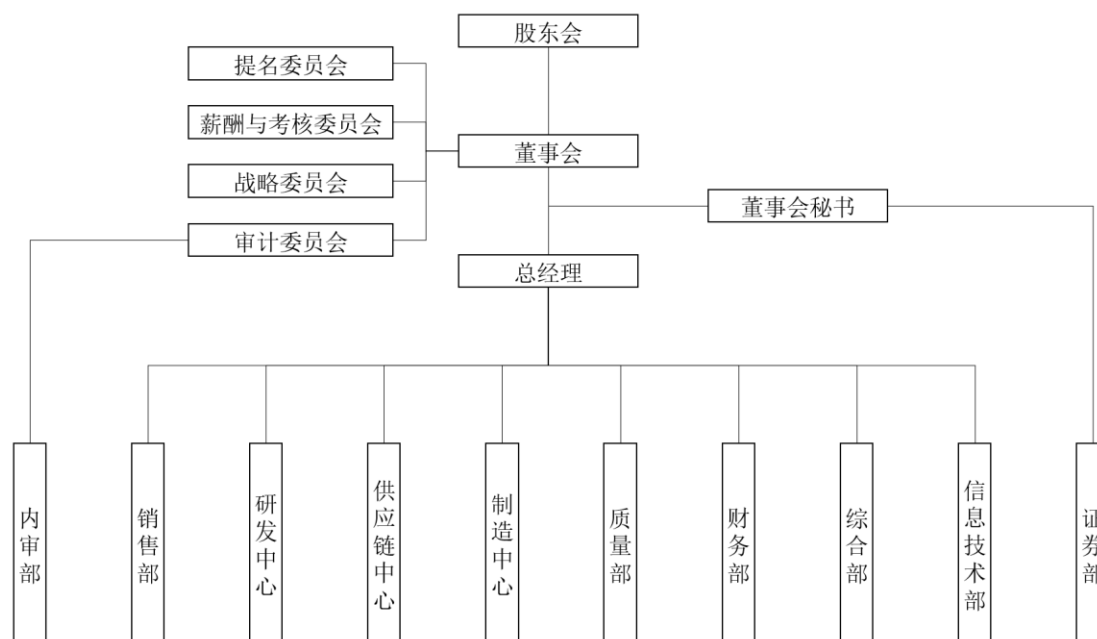 股东会
提名委员会
薪酬与考核委员会
董事会
战略委员会
董事会秘书
审计委员会
总经理
内审部
销售部
研发中心
供应链中心
制造中心
质量部
财务部
综合部
信息技术部
证券部